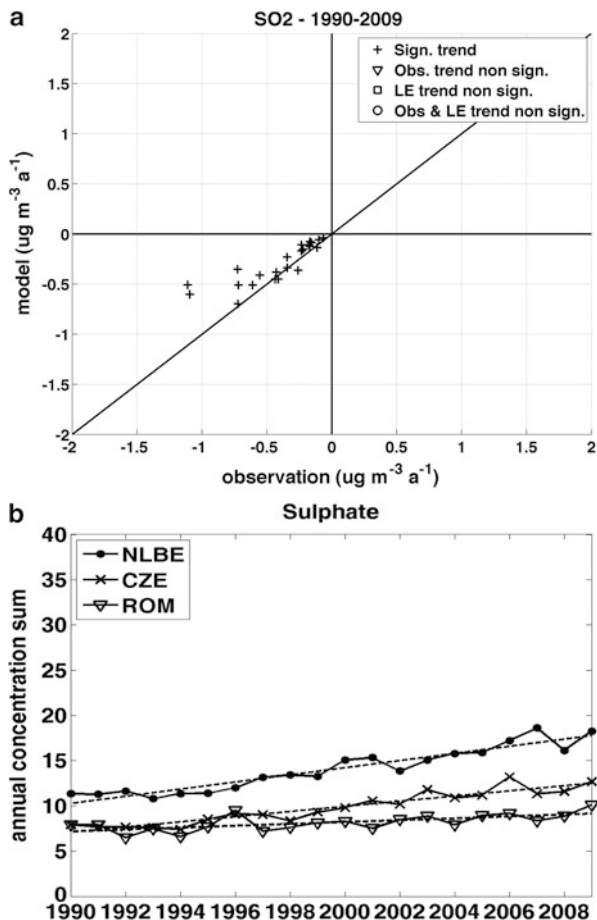 a
SO2 - 1990-2009
2
1.5
1
0.5
0
-0.5
-1
-1.5
-2
model (ug m-3 a-1)
+ Sign. trend
▽ Obs. trend non sign.
□ LE trend non sign.
○ Obs & LE trend non sign.
-2 -1.5 -1 -0.5 0 0.5 1 1.5 2
observation (ug m-3 a-1)
b
Sulphate
40
35
30
25
20
15
10
5
0
annual concentration sum
NLBE
CZE
ROM
1990 1992 1994 1996 1998 2000 2002 2004 2006 2008